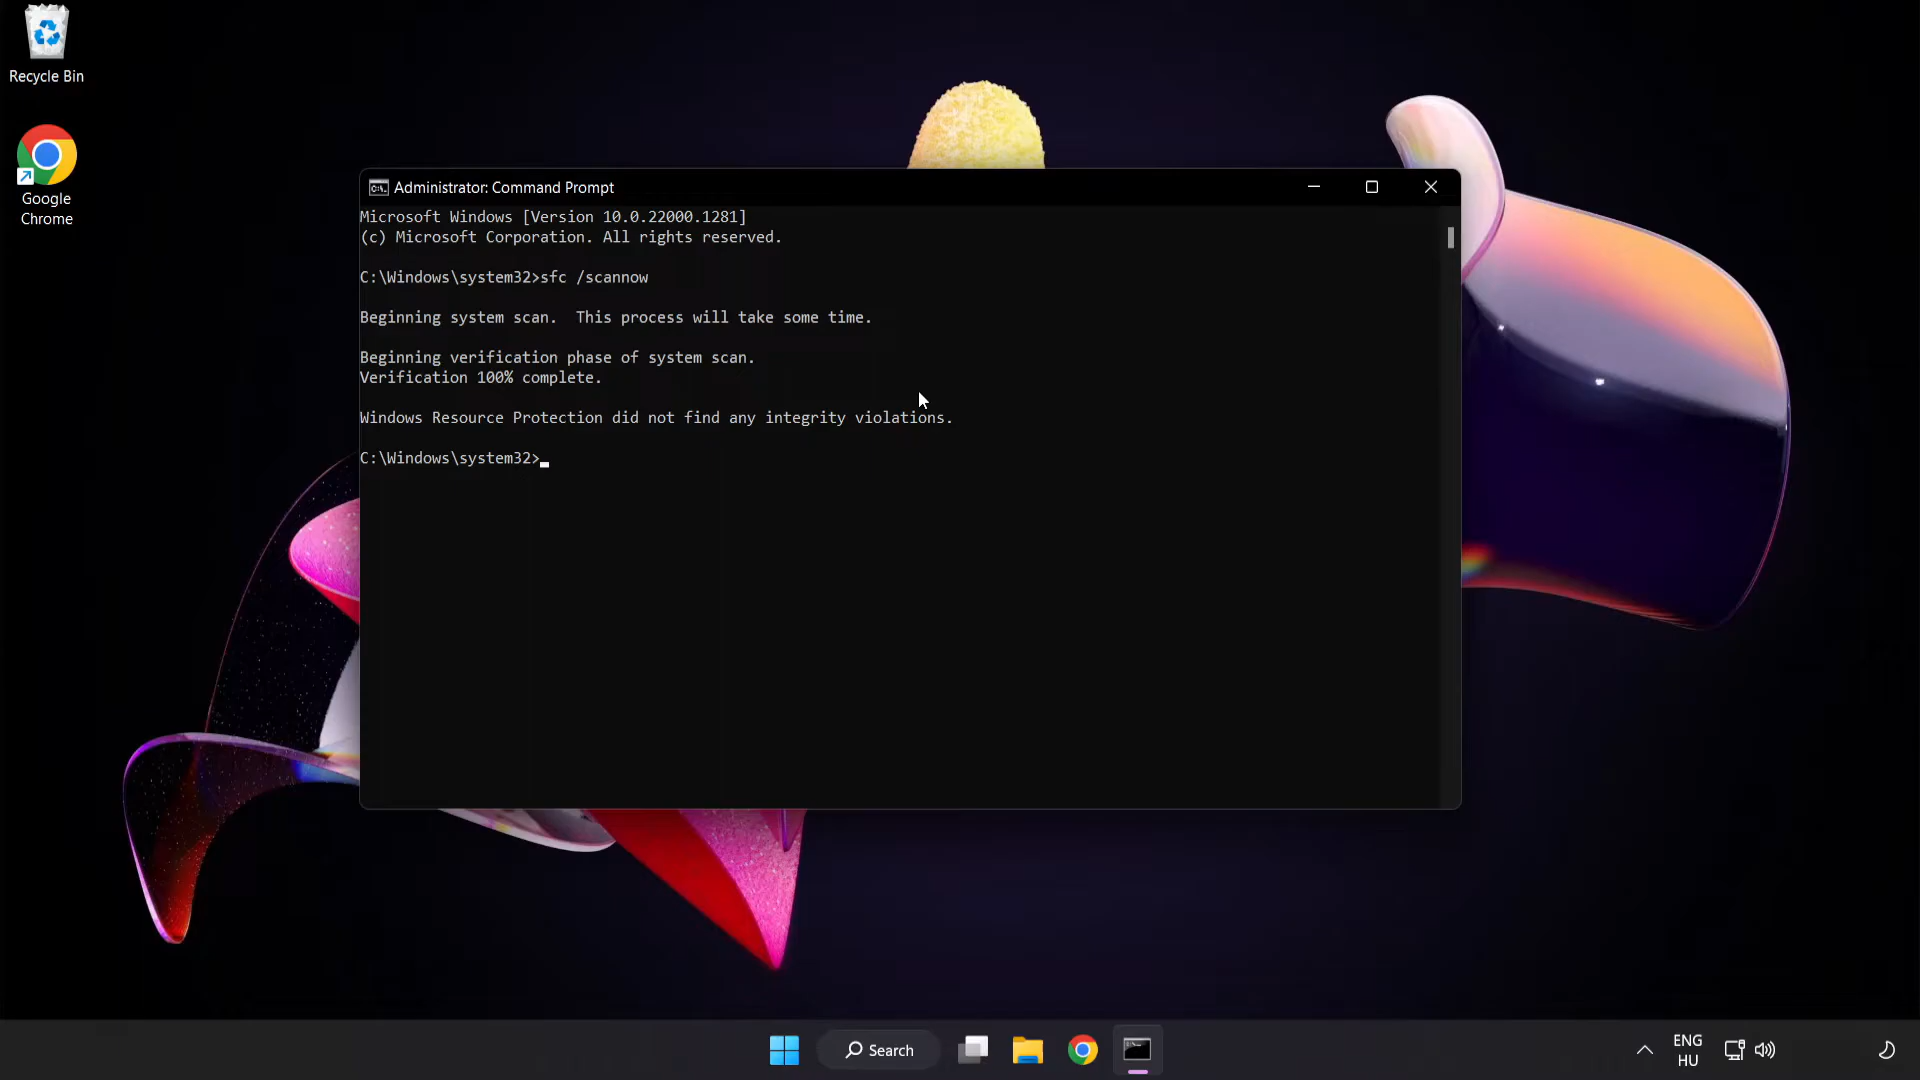 Recycle Bin
Google
Chrome
Administrator: Command Prompt
Microsoft Windows [Version 10.0.22000.1281]
(c) Microsoft Corporation. All rights reserved.
C:\Windows\system32>sfc /scannow
Beginning system scan.  This process will take some time.
Beginning verification phase of system scan.
Verification 100% complete.
Windows Resource Protection did not find any integrity violations.
C:\Windows\system32>
Search
ENG
HU